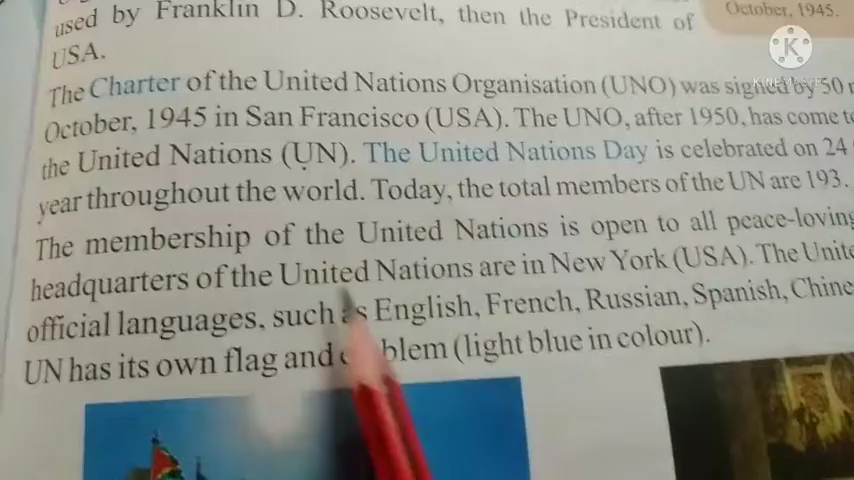 used by Franklin D. Roosevelt, then the President of
USA.
October, 1945.
The Charter of the United Nations Organisation (UNO) was signed by 50
October, 1945 in San Francisco (USA). The UNO, after 1950, has come
the United Nations (UN). The United Nations Day is celebrated on 24
year throughout the world. Today, the total members of the UN are 193.
The membership of the United Nations is open to all peace-loving
headquarters of the United Nations are in New York (USA). The
official languages, such as English, French, Russian, Spanish,
UN has its own flag and emblem (light blue in colour).
K
KINEMASTER